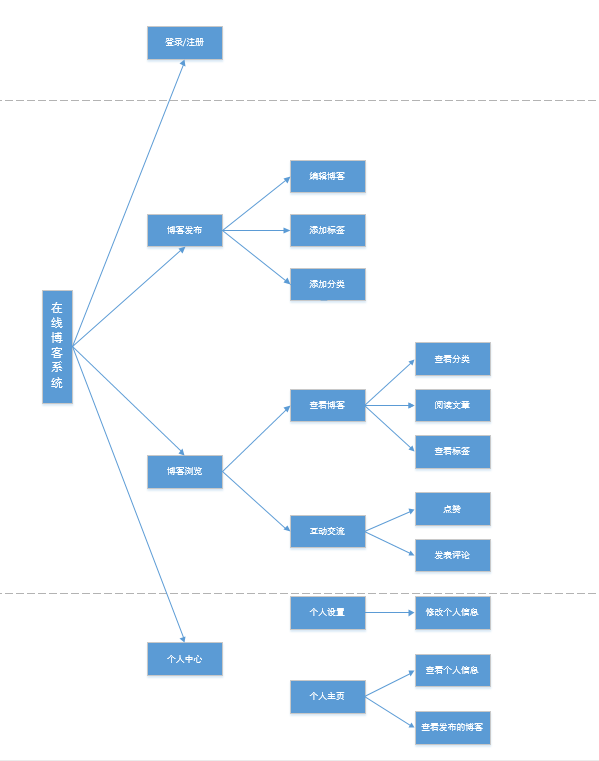 登录/注册
编辑博客
博客发布
添加标签
添加分类
在线博客系统
查看分类
查看博客
阅读文章
查看标签
博客浏览
点赞
互动交流
发表评论
个人设置
修改个人信息
个人中心
查看个人信息
个人主页
查看发布的博客